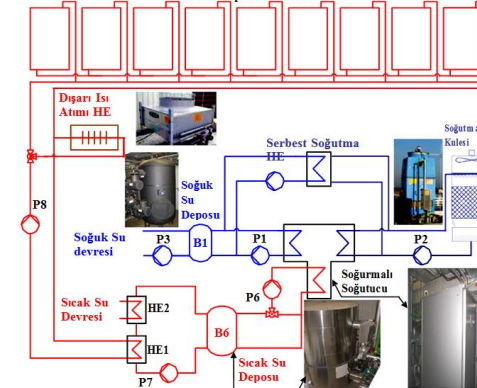 Dışarı Isı
Atımı HE
Serbest Soğutma
HE
Soğutma
Kulesi
Soğuk
Su
Deposu
P8
Soğuk Su
devresi
P3
B1
P1
P2
Soğurmalı
Soğutucu
P6
Sıcak Su
Devresi
HE2
HE1
B6
P7
Sıcak Su
Deposu